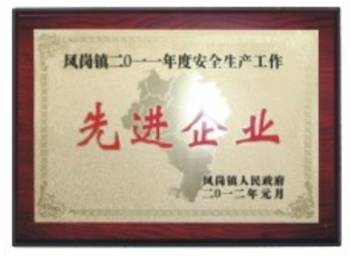 凤岗镇二〇一一年度安全生产工作
先进企业
凤岗镇人民政府
二〇一二年元月